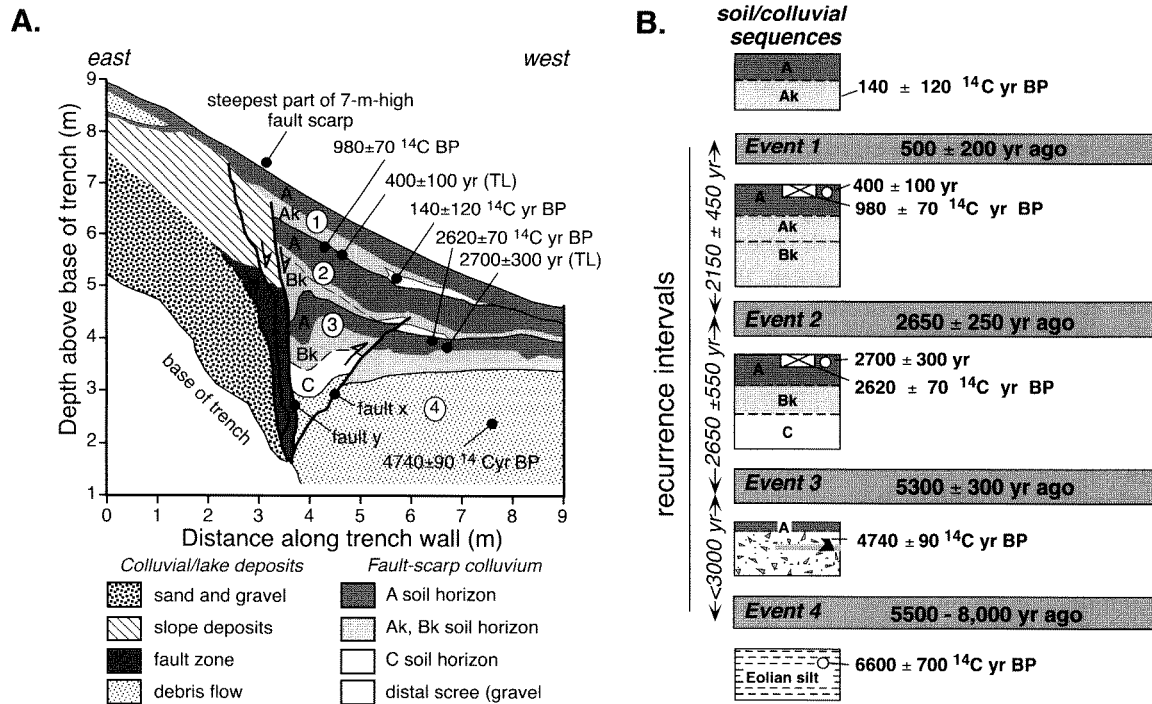 A.
east
west
9
8
7
6
5
4
3
2
1
Depth above base of trench (m)
steepest part of 7-m-high
fault scarp
980±70 ¹⁴C BP
400±100 yr (TL)
140±120 ¹⁴C yr BP
2620±70 ¹⁴C yr BP
2700±300 yr (TL)
A
Ak
1
A
2
Bk
A
3
Bk
C
4
fault x
fault y
4740±90 ¹⁴ Cyr BP
base of trench
0 1 2 3 4 5 6 7 8 9
Distance along trench wall (m)
Colluvial/lake deposits
sand and gravel
slope deposits
fault zone
debris flow
Fault-scarp colluvium
A soil horizon
Ak, Bk soil horizon
C soil horizon
distal scree (gravel
B.
soil/colluvial
sequences
A
Ak
140 ± 120 ¹⁴C yr BP
Event 1 500 ± 200 yr ago
A
400 ± 100 yr
980 ± 70 ¹⁴C yr BP
Ak
Bk
Event 2 2650 ± 250 yr ago
A
2700 ± 300 yr
2620 ± 70 ¹⁴C yr BP
Bk
C
Event 3 5300 ± 300 yr ago
A
4740 ± 90 ¹⁴C yr BP
Event 4 5500 - 8,000 yr ago
6600 ± 700 ¹⁴C yr BP
Eolian silt
recurrence intervals
2150 ± 450 yr
2650 ±550 yr
<3000 yr